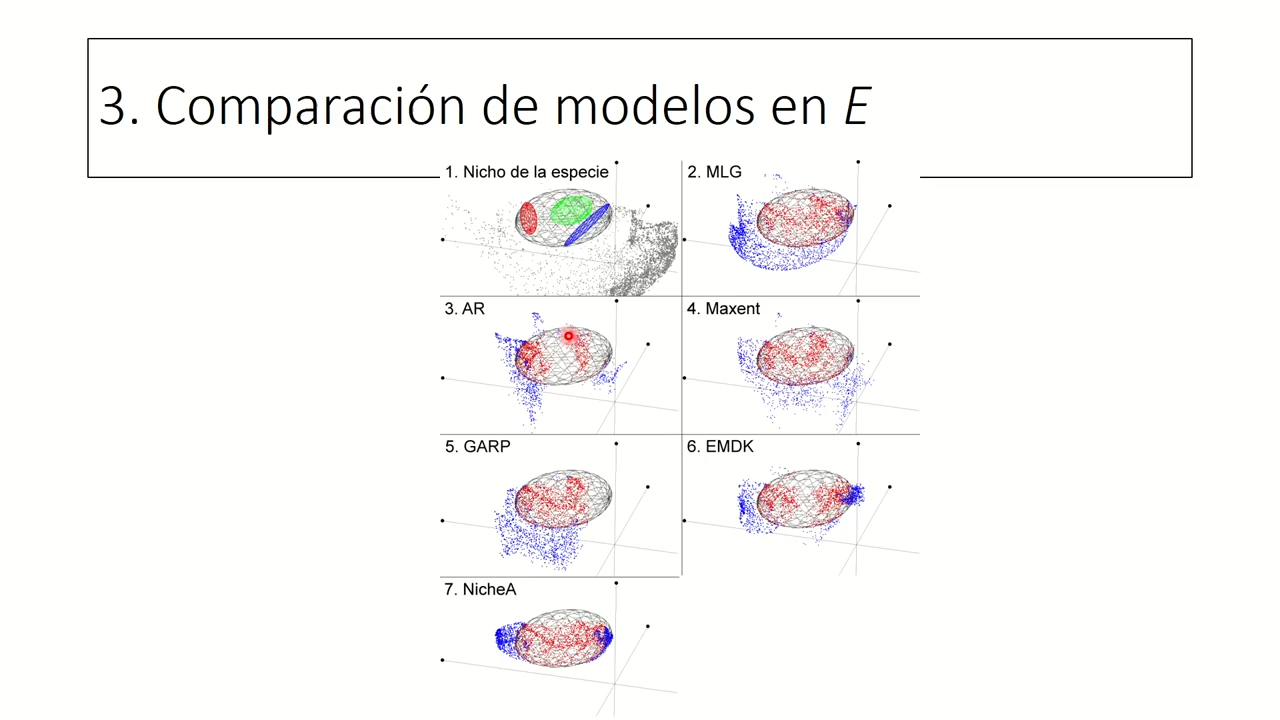 3. Comparación de modelos en E
1. Nicho de la especie
2. MLG
3. AR
4. Maxent
5. GARP
6. EMDK
7. NicheA